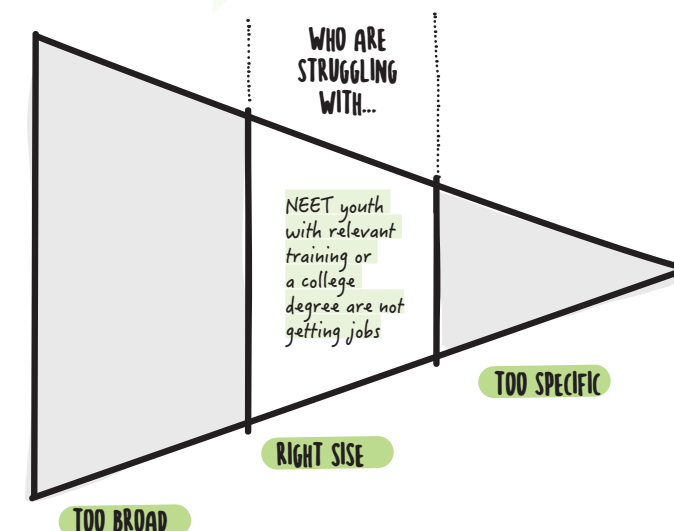 WHO ARE
STRUGGLING
WITH...
NEET youth
with relevant
training or
a college
degree are not
getting jobs
TOO SPECIFIC
RIGHT SISE
TOO BROAD